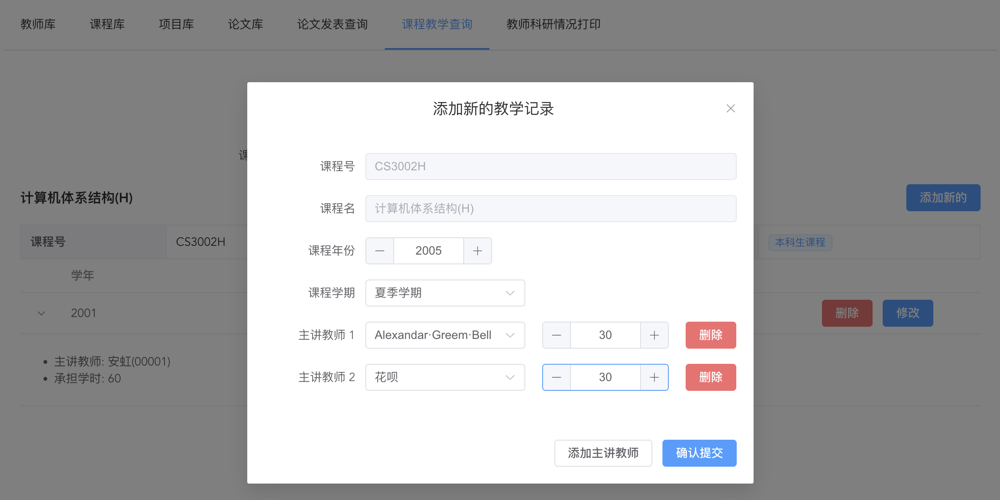 教师库 课程库 项目库 论文库 论文发表查询 课程教学查询 教师科研情况打印
添加新的教学记录
课
课程号 CS3002H
计算机体系结构(H) 添加新的
课程名 计算机体系结构(H)
课程号 CS3002H 本科生课程
课程年份 2005
学年
课程学期 夏季学期
2001 删除 修改
主讲教师 1 Alexandar·Greem·Bell 30 删除
主讲教师: 安虹(00001)
承担学时: 60
主讲教师 2 花呗 30 删除
添加主讲教师 确认提交